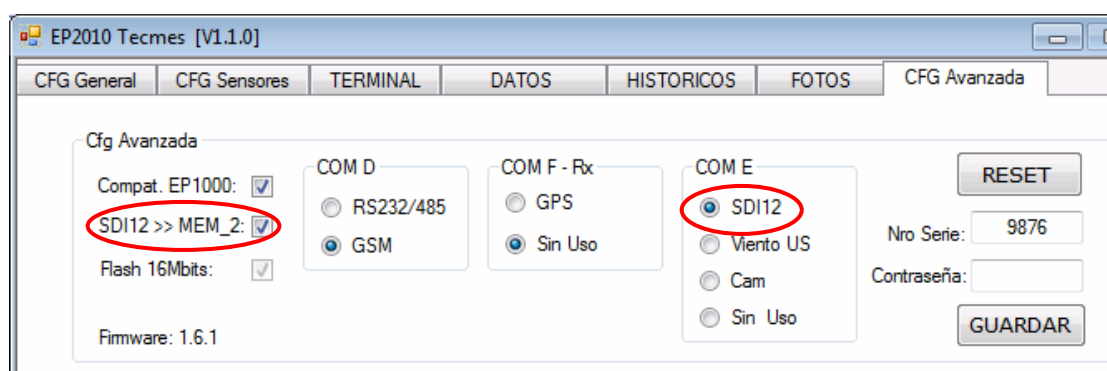 EP2010 Tecmes [V1.1.0]
CFG General CFG Sensores TERMINAL DATOS HISTORICOS FOTOS CFG Avanzada
Cfg Avanzada
Compat. EP1000:
SDI12 >> MEM_2:
Flash 16Mbits:
Firmware: 1.6.1
COM D
RS232/485
GSM
COM F - Rx
GPS
Sin Uso
COM E
SDI12
Viento US
Cam
Sin Uso
RESET
Nro Serie: 9876
Contraseña:
GUARDAR